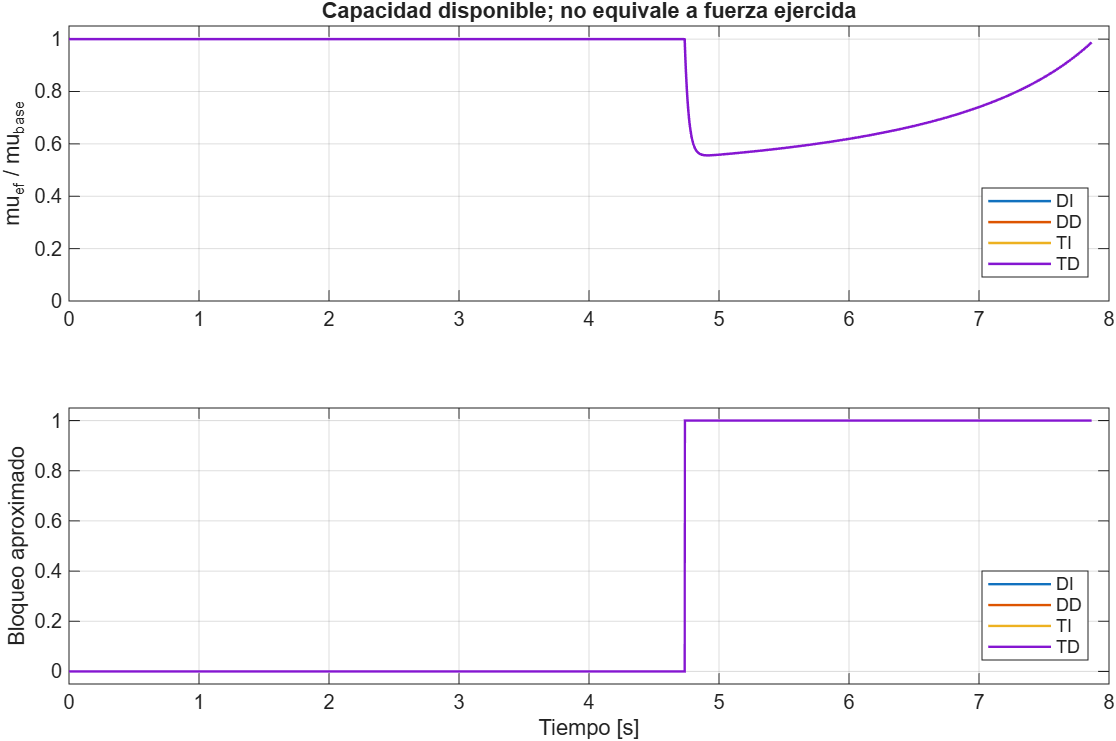 Capacidad disponible; no equivale a fuerza ejercida
mu_ef / mu_base
1
0.8
0.6
0.4
0.2
0
0 1 2 3 4 5 6 7 8
DI
DD
TI
TD
Bloqueo aproximado
1
0.8
0.6
0.4
0.2
0
0 1 2 3 4 5 6 7 8
DI
DD
TI
TD
Tiempo [s]